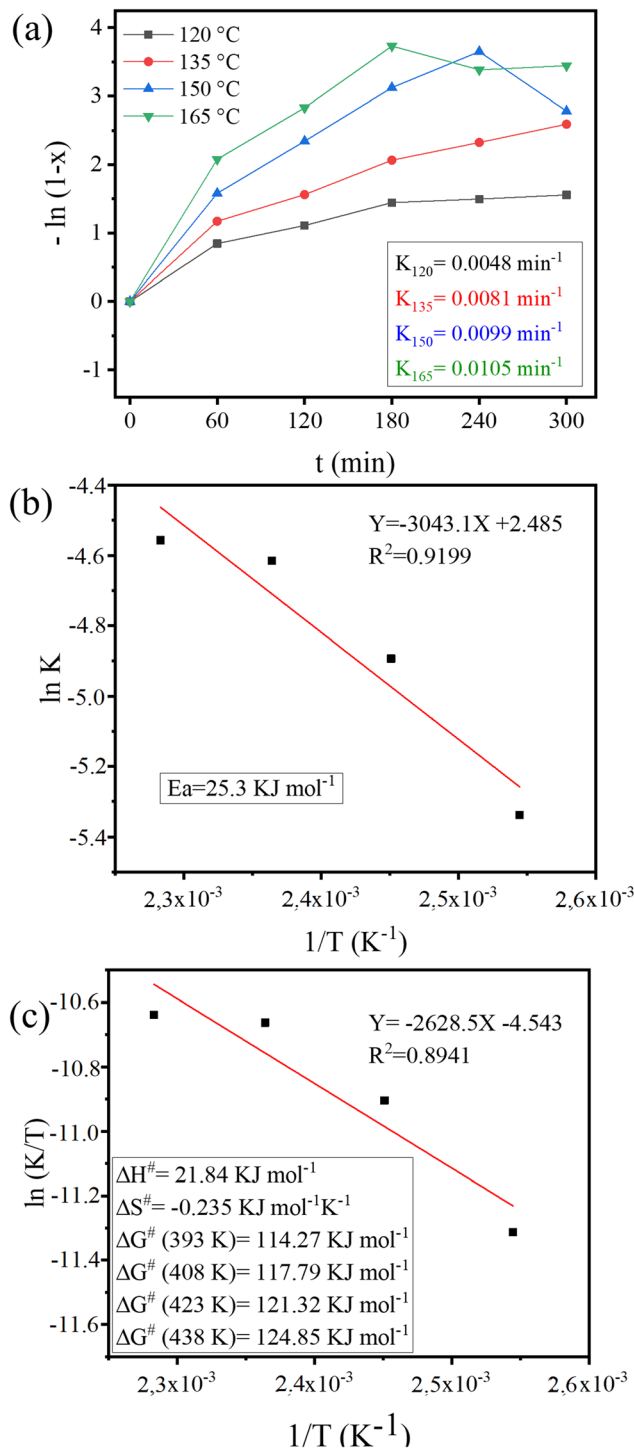 (a)
120 °C
135 °C
150 °C
165 °C
4
3
2
1
0
-1
- ln (1-x)
K₁₂₀= 0.0048 min⁻¹
K₁₃₅= 0.0081 min⁻¹
K₁₅₀= 0.0099 min⁻¹
K₁₆₅= 0.0105 min⁻¹
0 60 120 180 240 300
t (min)
(b)
-4.4
-4.6
-4.8
-5.0
-5.2
-5.4
ln K
Y=-3043.1X +2.485
R²=0.9199
Ea=25.3 KJ mol⁻¹
2,3x10⁻³ 2,4x10⁻³ 2,5x10⁻³ 2,6x10⁻³
1/T (K⁻¹)
(c)
-10.6
-10.8
-11.0
-11.2
-11.4
-11.6
ln (K/T)
Y= -2628.5X -4.543
R²=0.8941
ΔH#= 21.84 KJ mol⁻¹
ΔS#= -0.235 KJ mol⁻¹K⁻¹
ΔG# (393 K)= 114.27 KJ mol⁻¹
ΔG# (408 K)= 117.79 KJ mol⁻¹
ΔG# (423 K)= 121.32 KJ mol⁻¹
ΔG# (438 K)= 124.85 KJ mol⁻¹
2,3x10⁻³ 2,4x10⁻³ 2,5x10⁻³ 2,6x10⁻³
1/T (K⁻¹)